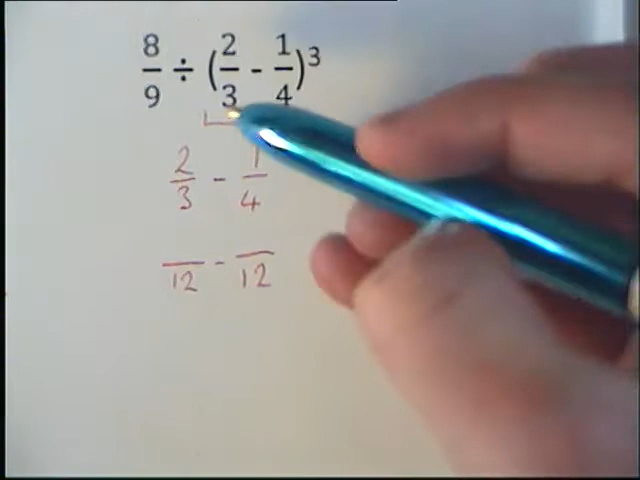 8/9 ÷ (2/3 - 1/4)³
2/3 - 1/4
/12 - /12